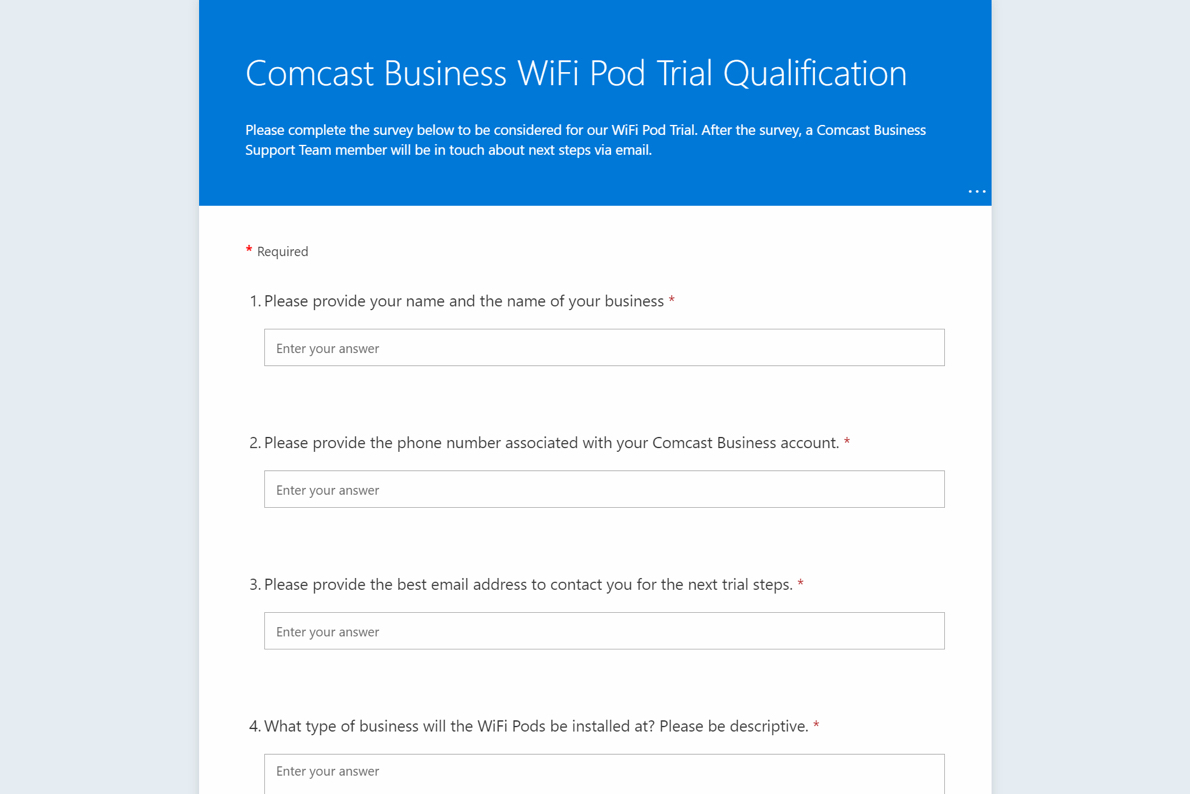 Comcast Business WiFi Pod Trial Qualification
Please complete the survey below to be considered for our WiFi Pod Trial. After the survey, a Comcast Business
Support Team member will be in touch about next steps via email.
...
* Required
1. Please provide your name and the name of your business *
Enter your answer
2. Please provide the phone number associated with your Comcast Business account. *
Enter your answer
3. Please provide the best email address to contact you for the next trial steps. *
Enter your answer
4. What type of business will the WiFi Pods be installed at? Please be descriptive. *
Enter your answer